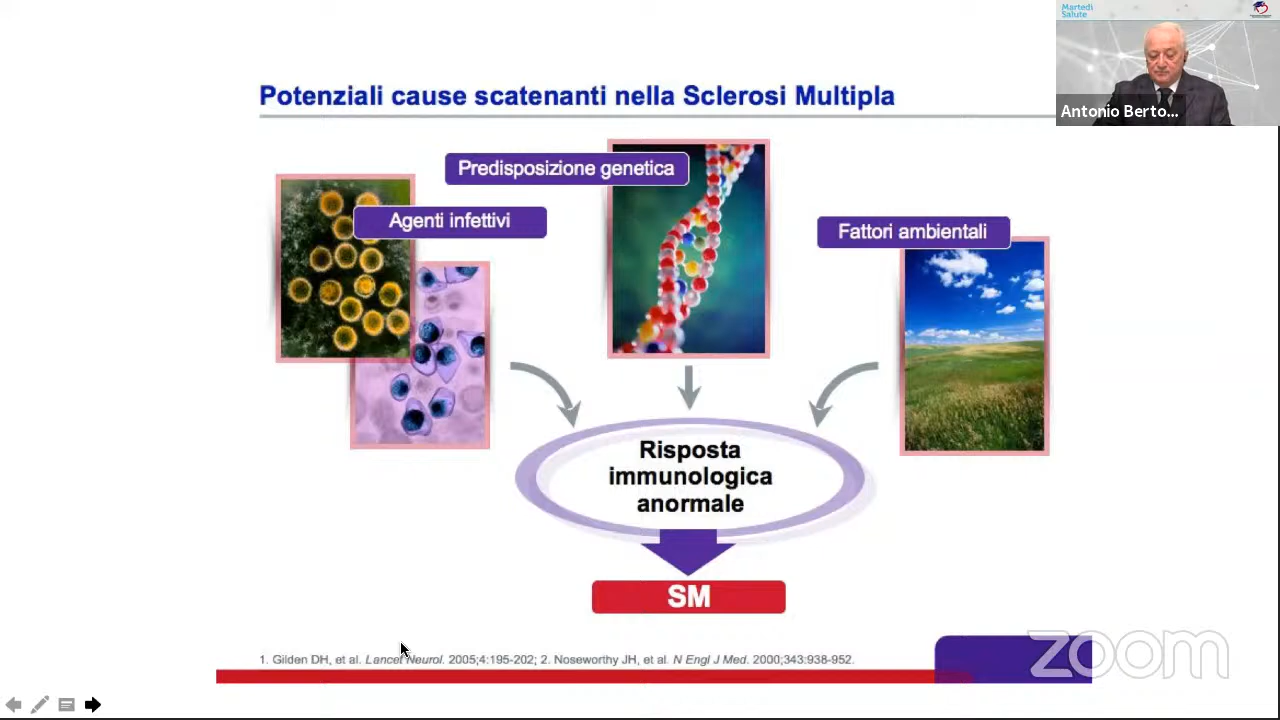 Martedì
Salute
Antonio Berto...
Potenziali cause scatenanti nella Sclerosi Multipla
Predisposizione genetica
Agenti infettivi
Fattori ambientali
Risposta
immunologica
anormale
SM
1. Gilden DH, et al. Lancet Neurol. 2005;4:195-202; 2. Noseworthy JH, et al. N Engl J Med. 2000;343:938-952.
zoom